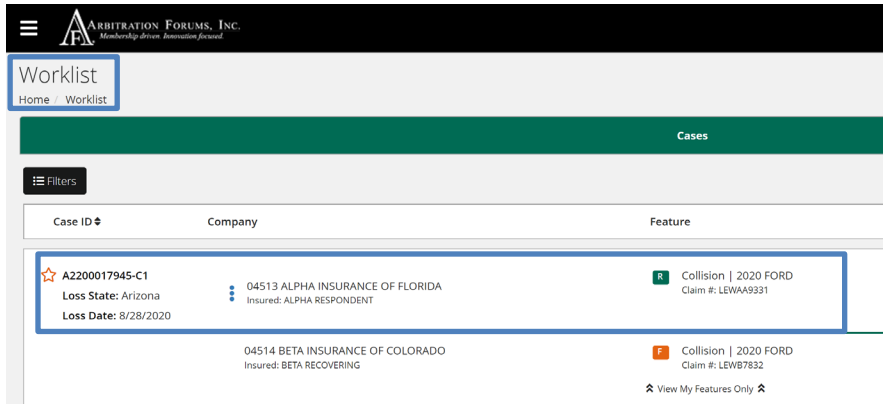 ARBITRATION FORUMS, INC.
Membership driven. Innovation focused.
AFI
Worklist
Home / Worklist
Cases
Filters
Case ID Company Feature
A2200017945-C1
Loss State: Arizona
Loss Date: 8/28/2020
04513 ALPHA INSURANCE OF FLORIDA
Insured: ALPHA RESPONDENT
R Collision | 2020 FORD
Claim #: LEWAA9331
04514 BETA INSURANCE OF COLORADO
Insured: BETA RECOVERING
F Collision | 2020 FORD
Claim #: LEWB7832
View My Features Only